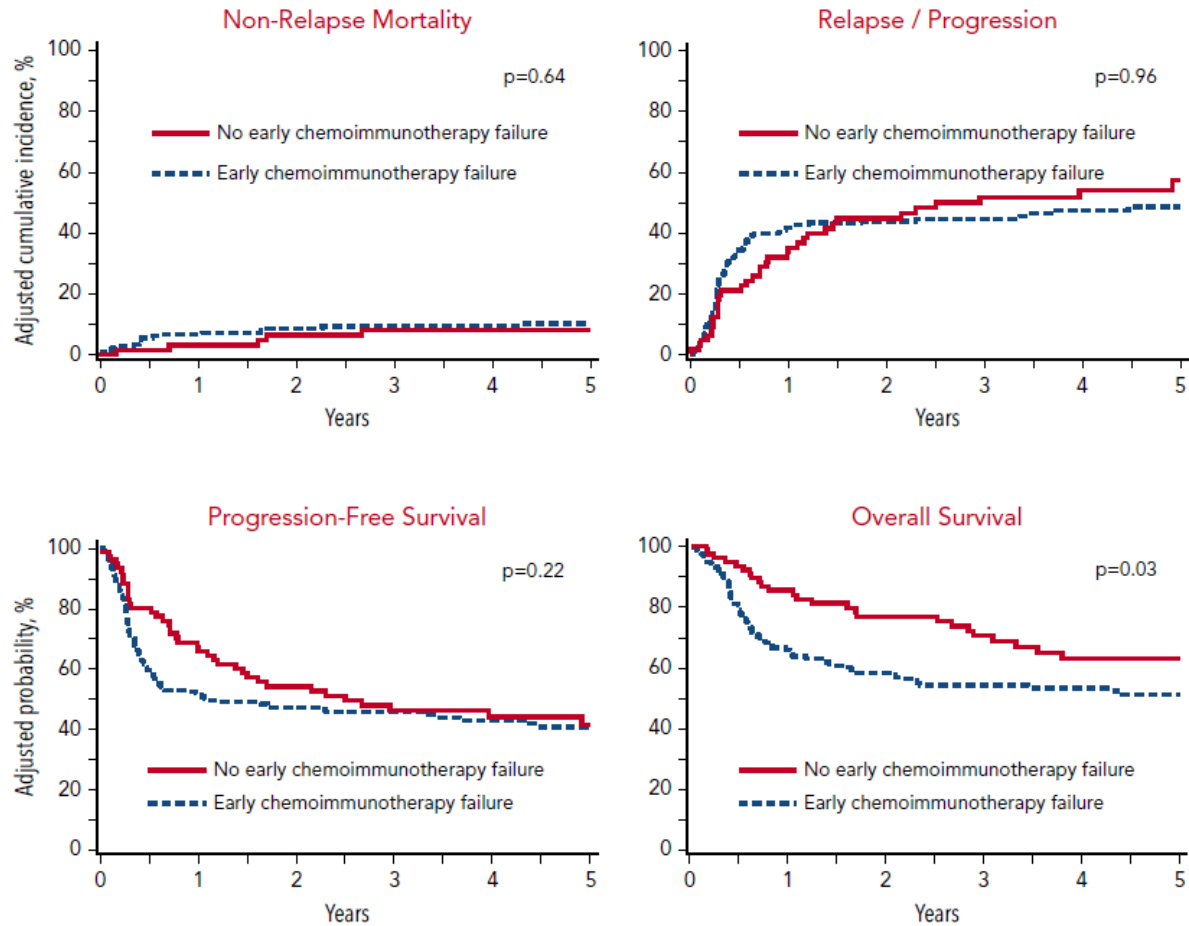 Non-Relapse Mortality
Adjusted cumulative incidence, %
100
80
60
40
20
0
p=0.64
No early chemoimmunotherapy failure
Early chemoimmunotherapy failure
0 1 2 3 4 5
Years
Relapse / Progression
100
80
60
40
20
0
p=0.96
No early chemoimmunotherapy failure
Early chemoimmunotherapy failure
0 1 2 3 4 5
Years
Progression-Free Survival
Adjusted probability, %
100
80
60
40
20
0
p=0.22
No early chemoimmunotherapy failure
Early chemoimmunotherapy failure
0 1 2 3 4 5
Years
Overall Survival
100
80
60
40
20
0
p=0.03
No early chemoimmunotherapy failure
Early chemoimmunotherapy failure
0 1 2 3 4 5
Years